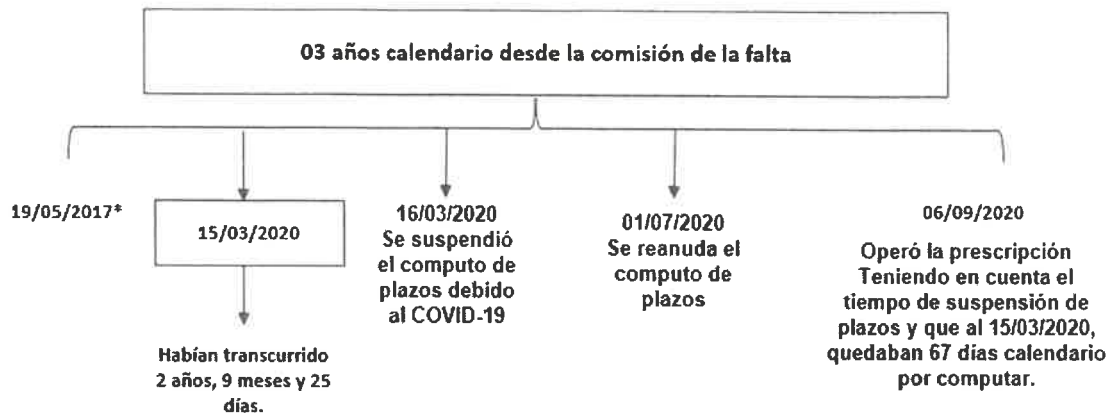 03 años calendario desde la comisión de la falta
19/05/2017*
15/03/2020
Habían transcurrido
2 años, 9 meses y 25
días.
16/03/2020
Se suspendió
el computo de
plazos debido
al COVID-19
01/07/2020
Se reanuda el
computo de
plazos
06/09/2020
Operó la prescripción
Teniendo en cuenta el
tiempo de suspensión de
plazos y que al 15/03/2020,
quedaban 67 días calendario
por computar.